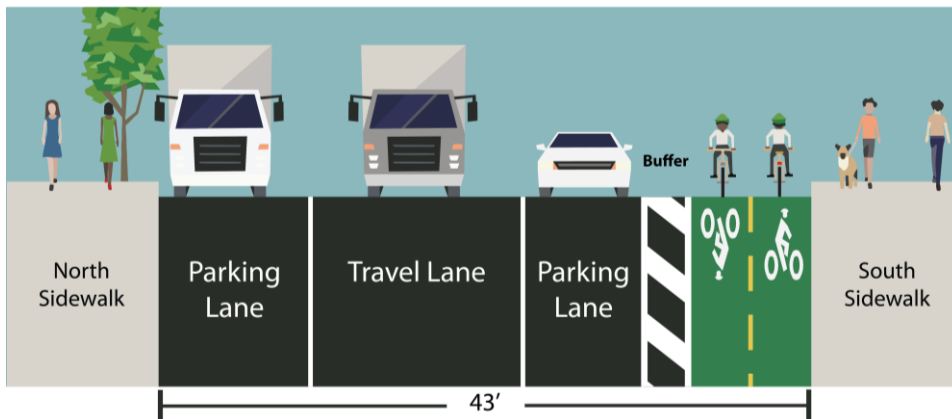 Buffer
North
Sidewalk
Parking
Lane
Travel Lane
Parking
Lane
South
Sidewalk
43’